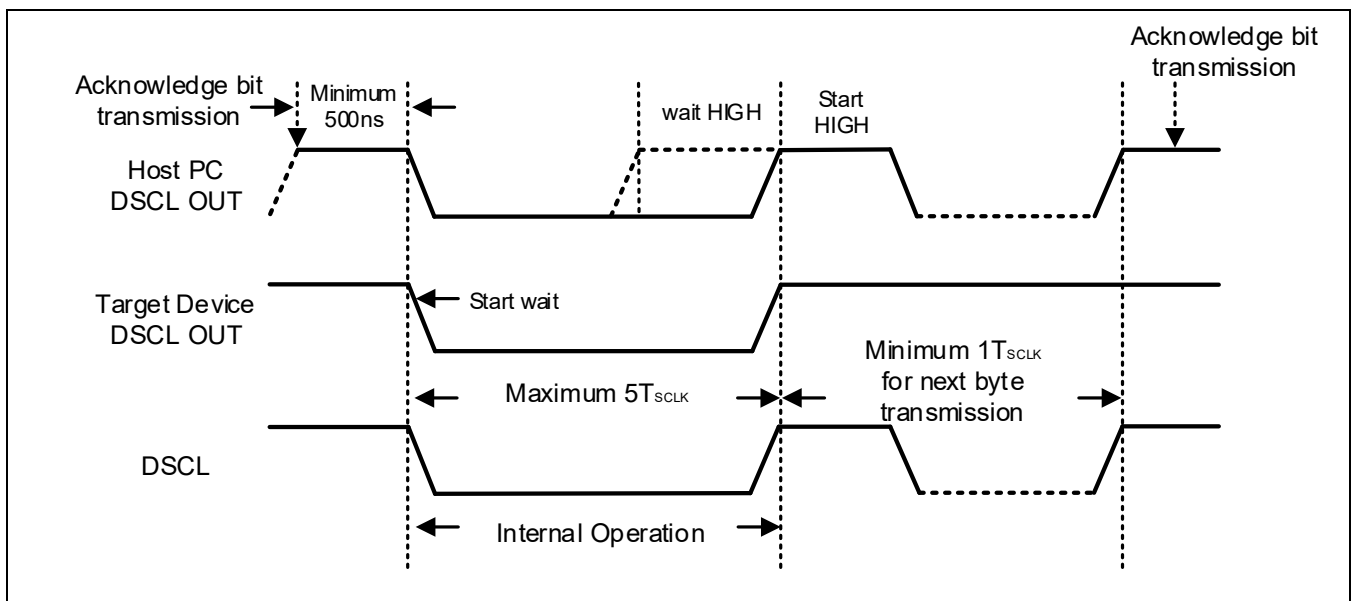 Acknowledge bit
transmission
Acknowledge bit
transmission
Minimum
500ns
wait HIGH
Start
HIGH
Host PC
DSCL OUT
Target Device
DSCL OUT
Start wait
Maximum 5TSCLK
Minimum 1TSCLK
for next byte
transmission
DSCL
Internal Operation